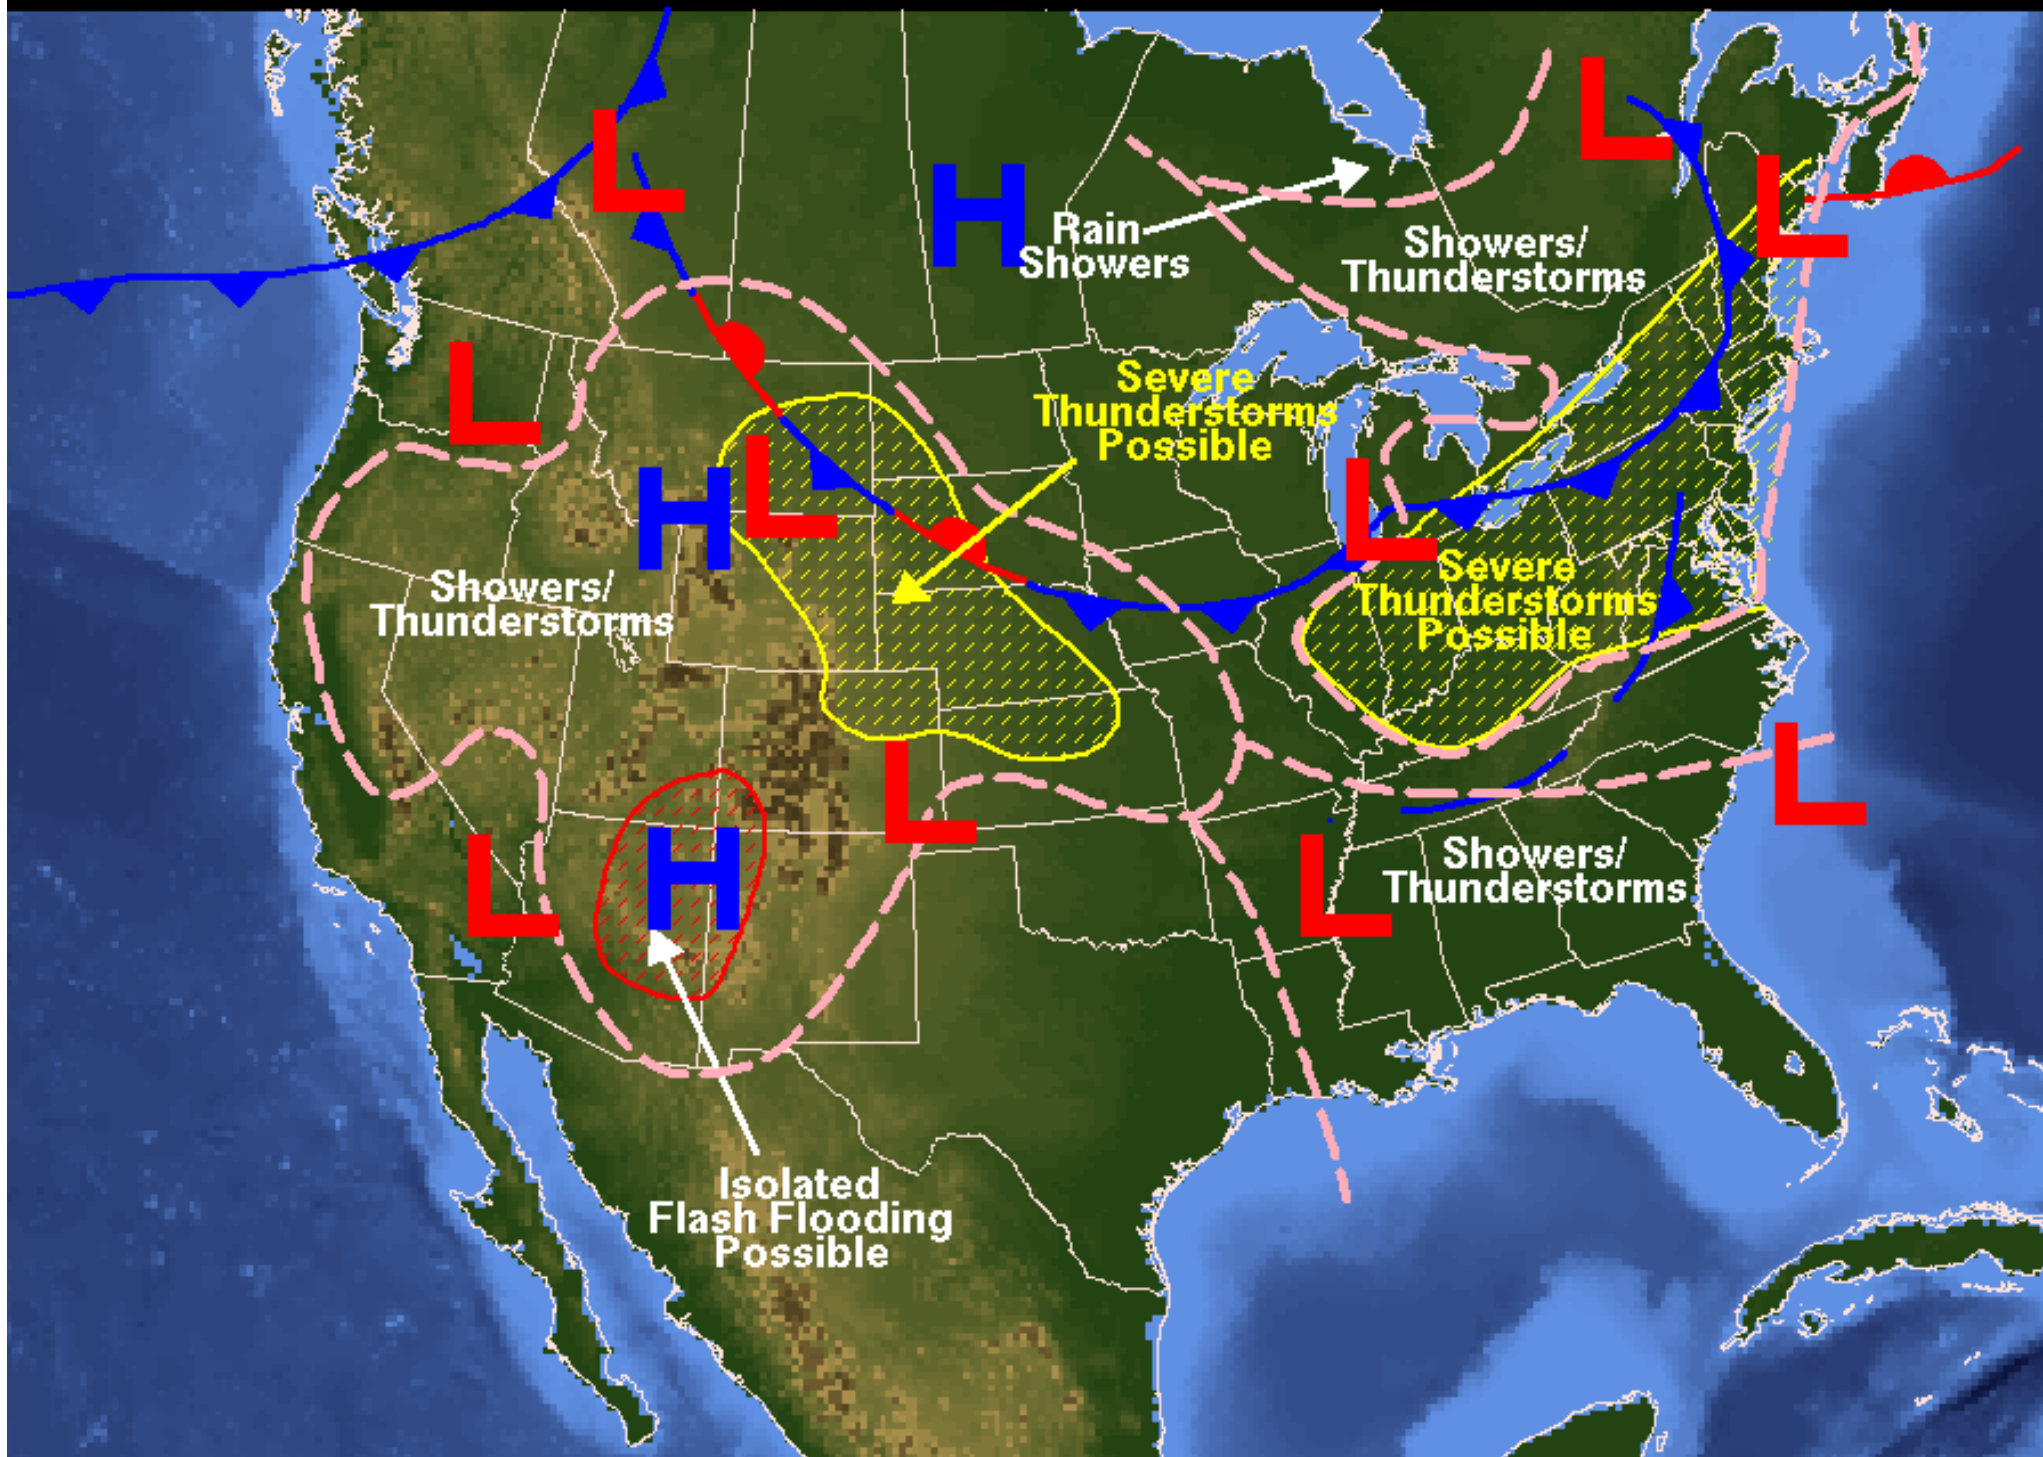 L
L
H
L
Rain
Showers
Showers/
Thunderstorms
L
Severe
Thunderstorms
Possible
L
H
L
Severe
Thunderstorms
Possible
Showers/
Thunderstorms
L
L
L
H
L
Showers/
Thunderstorms
L
Isolated
Flash Flooding
Possible